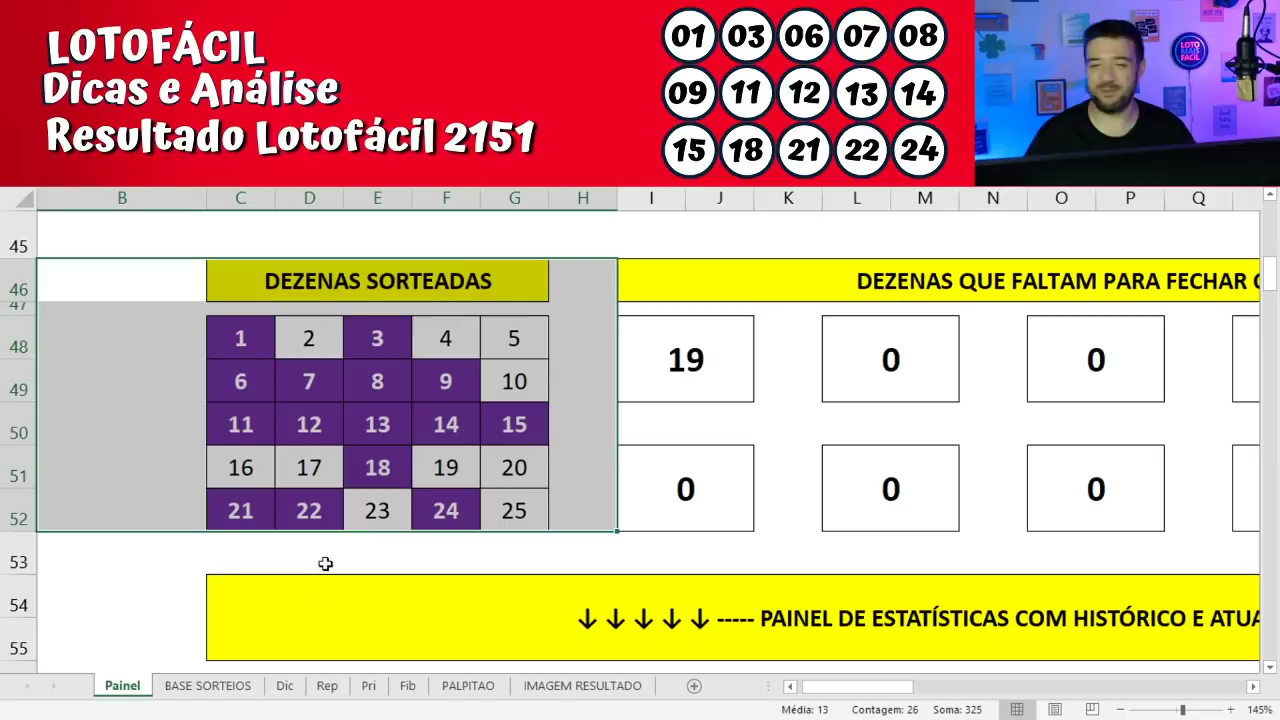 LOTOFÁCIL
Dicas e Análise
Resultado Lotofácil 2151
01 03 06 07 08
09 11 12 13 14
15 18 21 22 24
LOTO
MAIS
FÁCIL
B C D E F G H I J K L M N O P Q
45
46 DEZENAS SORTEADAS DEZENAS QUE FALTAM PARA FECHAR
47
48 1 2 3 4 5 19 0 0
49 6 7 8 9 10
50 11 12 13 14 15
51 16 17 18 19 20 0 0 0
52 21 22 23 24 25
53
54 ↓ ↓ ↓ ↓ ↓ ----- PAINEL DE ESTATÍSTICAS COM HISTÓRICO E ATUA
55
Painel BASE SORTEIOS Dic Rep Pri Fib PALPITAO IMAGEM RESULTADO
Média: 13 Contagem: 26 Soma: 325 145%